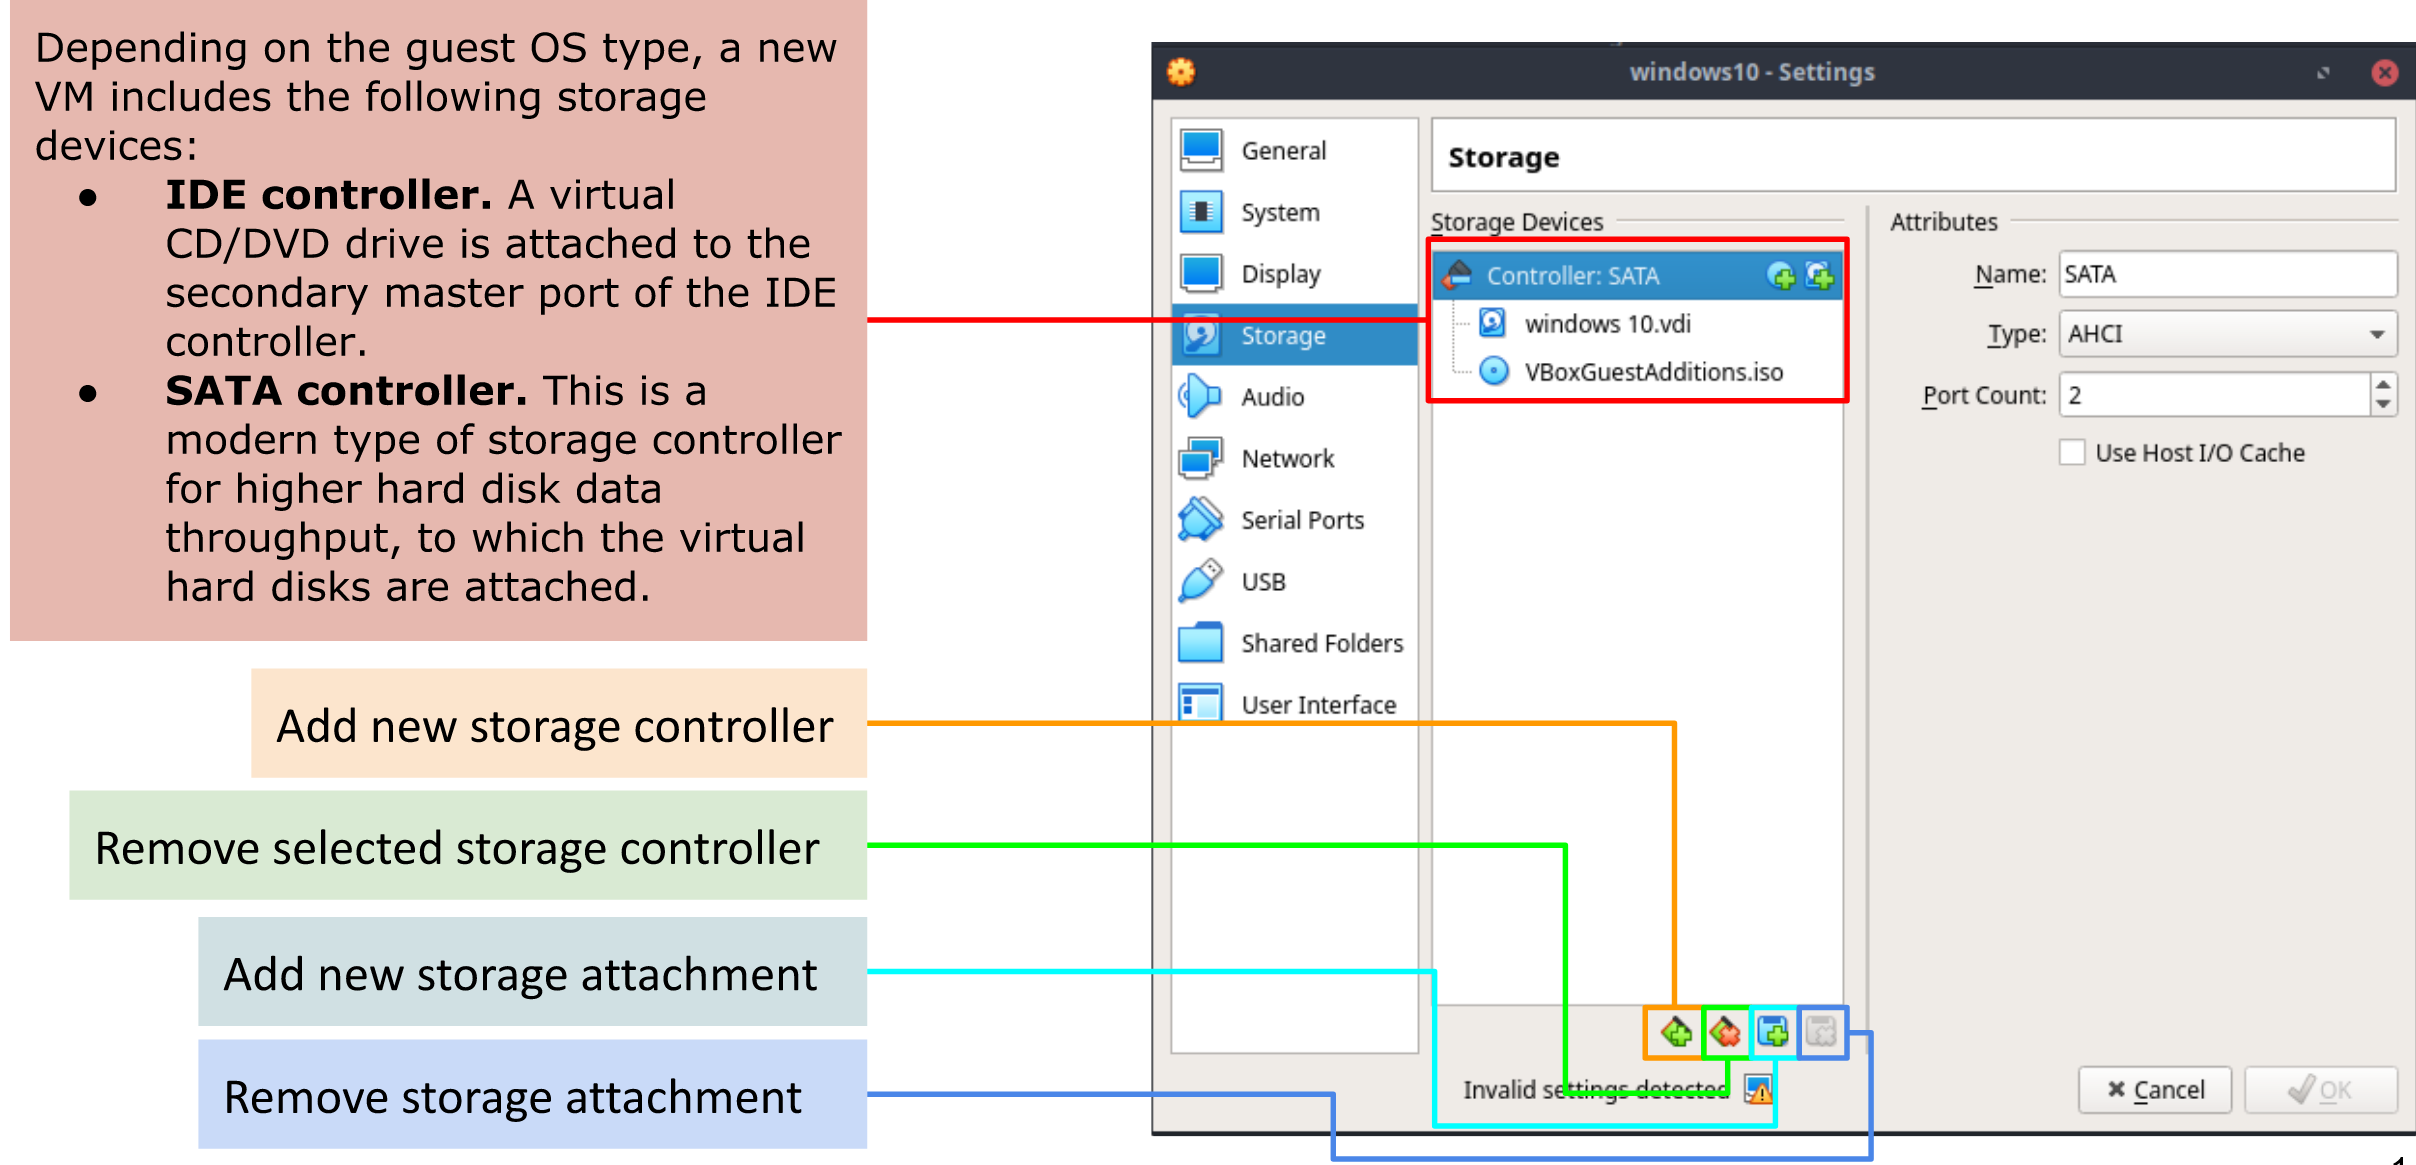 Depending on the guest OS type, a new
VM includes the following storage
devices:
● IDE controller. A virtual
CD/DVD drive is attached to the
secondary master port of the IDE
controller.
● SATA controller. This is a
modern type of storage controller
for higher hard disk data
throughput, to which the virtual
hard disks are attached.
Add new storage controller
Remove selected storage controller
Add new storage attachment
Remove storage attachment
windows10 - Settings
General
System
Display
Storage
Audio
Network
Serial Ports
USB
Shared Folders
User Interface
Storage
Storage Devices
Controller: SATA
windows 10.vdi
VBoxGuestAdditions.iso
Attributes
Name: SATA
Type: AHCI
Port Count: 2
Use Host I/O Cache
Invalid settings detected
Cancel
OK